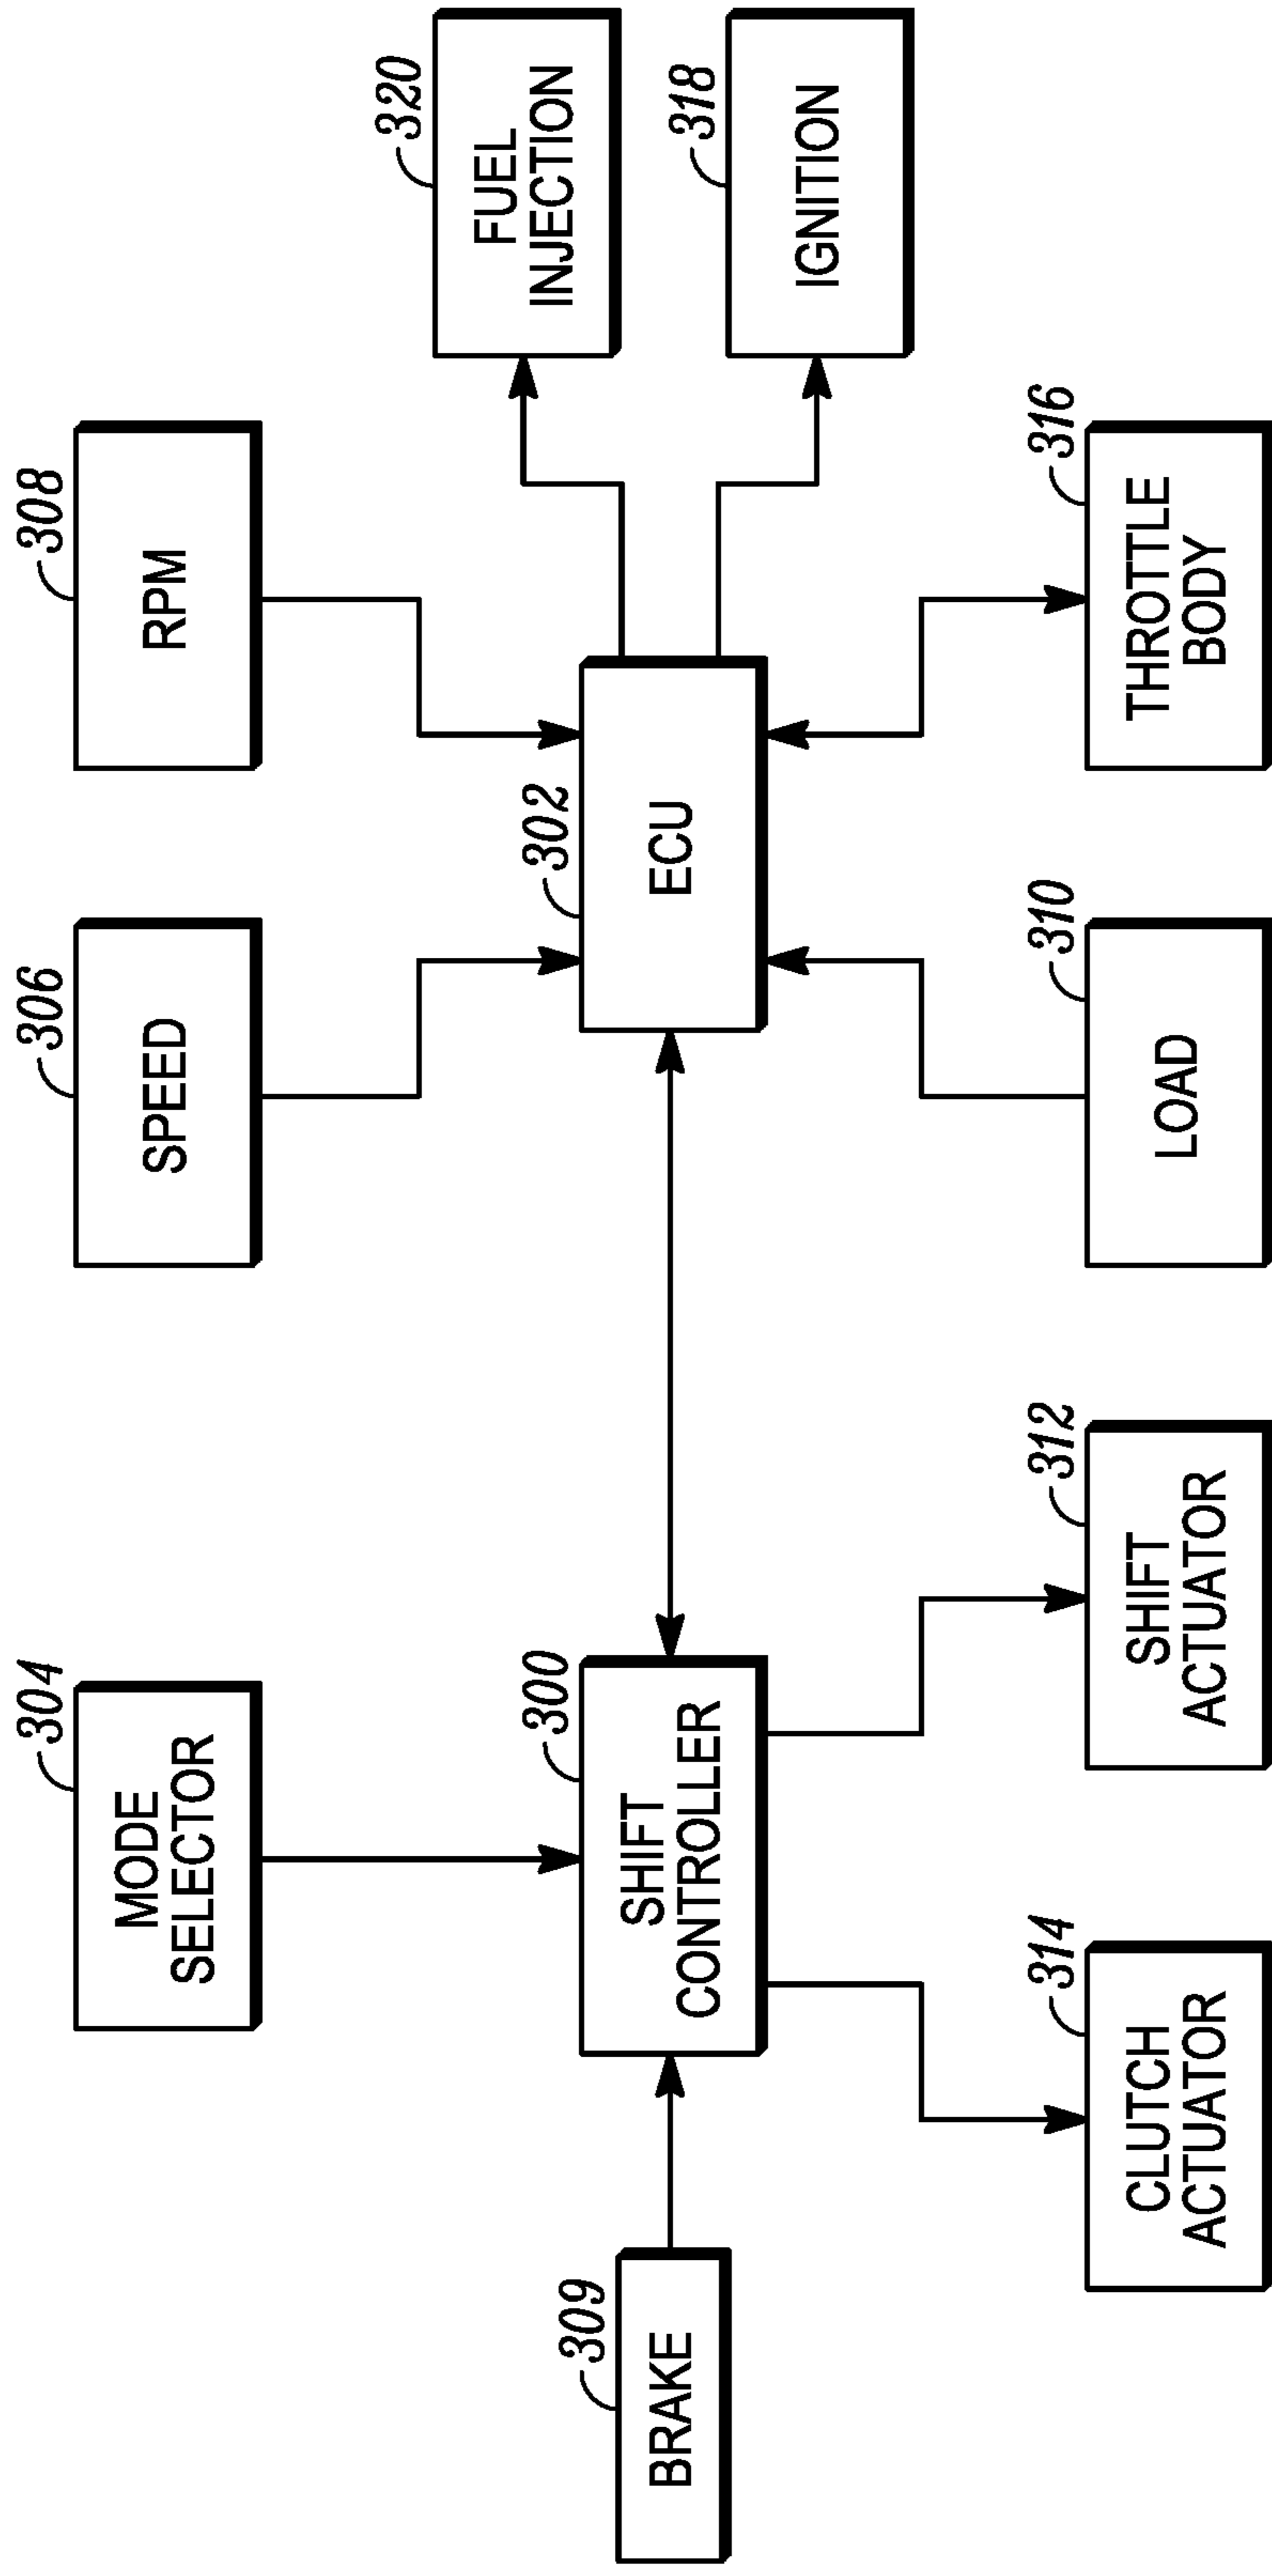 304
MODE
SELECTOR
306
SPEED
308
RPM
320
FUEL
INJECTION
309
BRAKE
300
SHIFT
CONTROLLER
302
ECU
318
IGNITION
314
CLUTCH
ACTUATOR
312
SHIFT
ACTUATOR
310
LOAD
316
THROTTLE
BODY